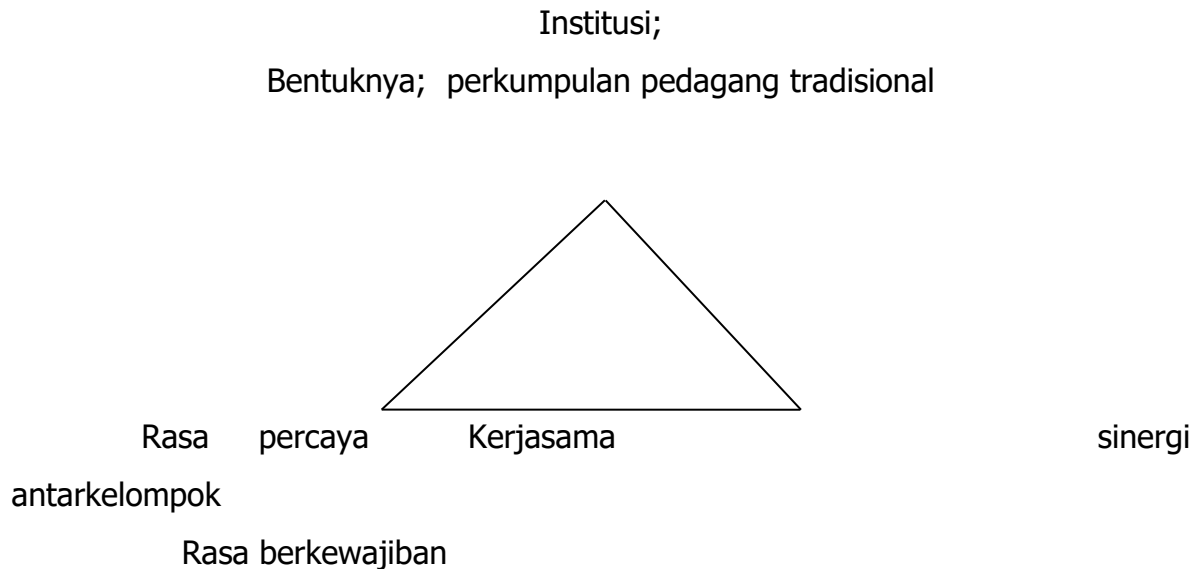 Institusi;
Bentuknya; perkumpulan pedagang tradisional
Rasa percaya Kerjasama sinergi
antarkelompok
Rasa berkewajiban